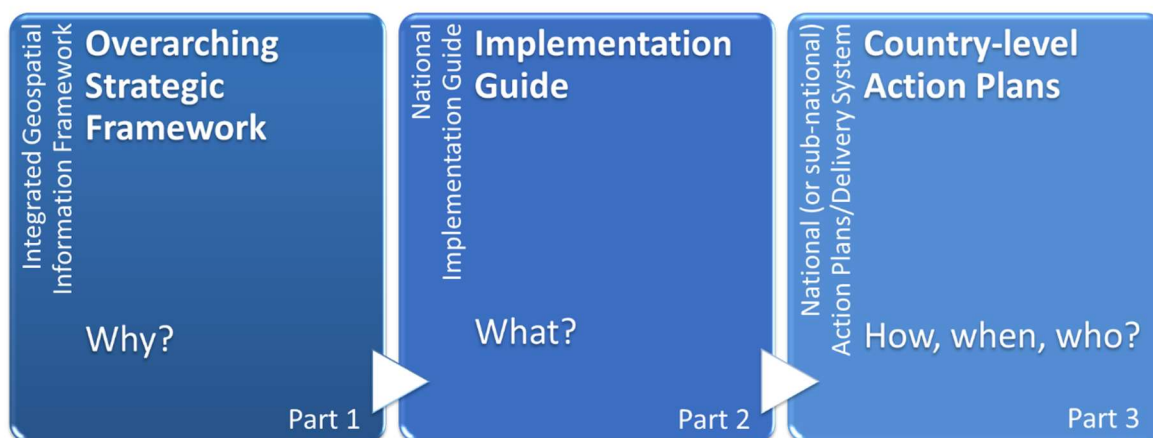 Integrated Geospatial
Information Framework
Overarching
Strategic
Framework
Why?
Part 1
National
Implementation Guide
Implementation
Guide
What?
Part 2
National (or sub-national)
Action Plans/Delivery System
Country-level
Action Plans
How, when, who?
Part 3